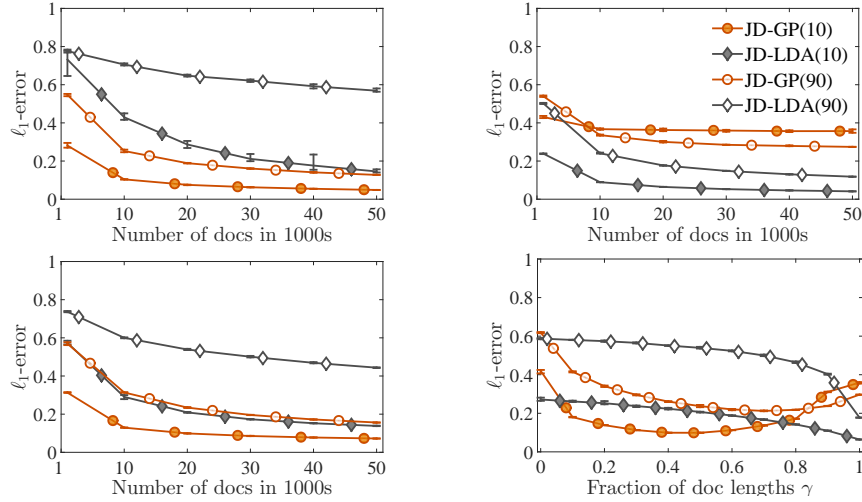 1
0.8
0.6
0.4
0.2
0
ℓ₁-error
1 10 20 30 40 50
Number of docs in 1000s
1
0.8
0.6
0.4
0.2
0
ℓ₁-error
1 10 20 30 40 50
Number of docs in 1000s
JD-GP(10)
JD-LDA(10)
JD-GP(90)
JD-LDA(90)
1
0.8
0.6
0.4
0.2
0
ℓ₁-error
1 10 20 30 40 50
Number of docs in 1000s
1
0.8
0.6
0.4
0.2
0
ℓ₁-error
0 0.2 0.4 0.6 0.8 1
Fraction of doc lengths γ